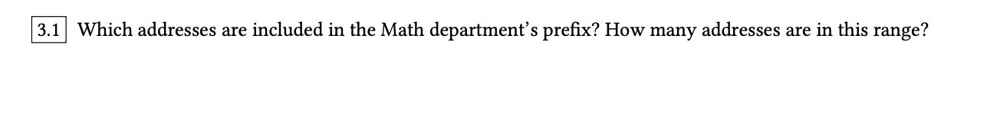 3.1 Which addresses are included in the Math department’s prefix? How many addresses are in this range?